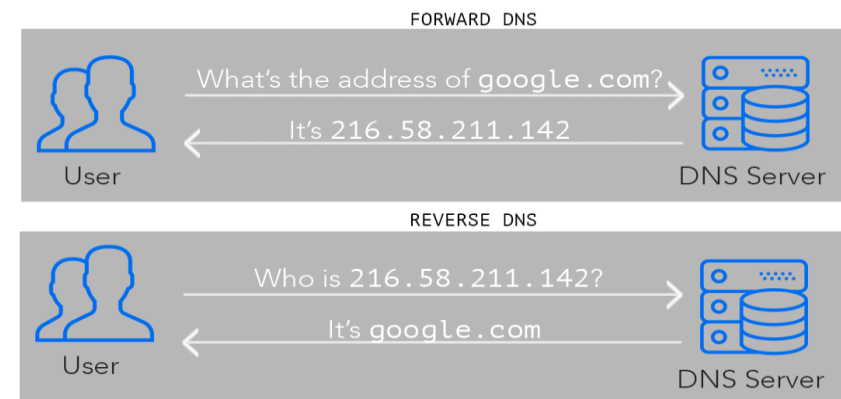 FORWARD DNS
What's the address of google.com?
It's 216.58.211.142
User
DNS Server
REVERSE DNS
Who is 216.58.211.142?
It's google.com
User
DNS Server